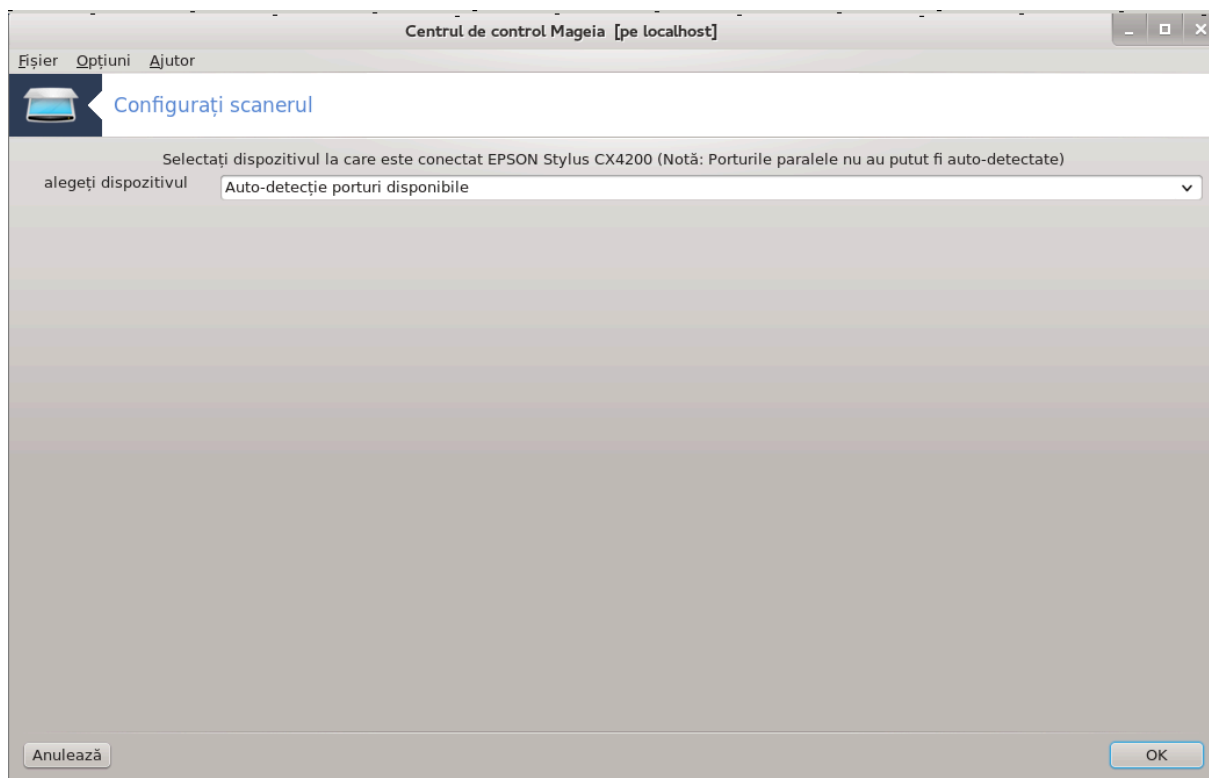 Centrul de control Mageia [pe localhost]
Fișier Opțiuni Ajutor
Configurați scanerul
Selectați dispozitivul la care este conectat EPSON Stylus CX4200 (Notă: Porturile paralele nu au putut fi auto-detectate)
alegeți dispozitivul Auto-detecție porturi disponibile
Anulează OK